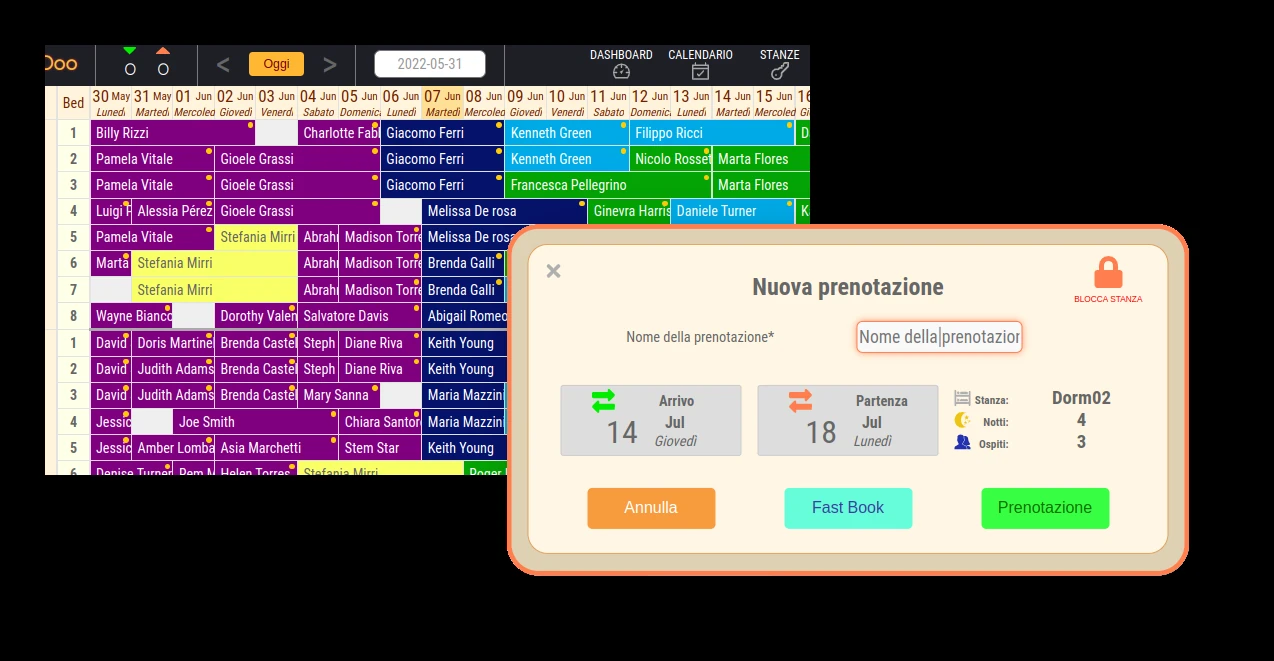 Doo 0 0 < Oggi > 2022-05-31 DASHBOARD CALENDARIO STANZE
Bed 30 May 31 May 01 Jun 02 Jun 03 Jun 04 Jun 05 Jun 06 Jun 07 Jun 08 Jun 09 Jun 10 Jun 11 Jun 12 Jun 13 Jun 14 Jun 15 Jun 16
Lunedì Martedì Mercoled Giovedì Venerdì Sabato Domenica Lunedì Martedì Mercoled Giovedì Venerdì Sabato Domenica Lunedì Martedì Mercoled Gi
1 Billy Rizzi Charlotte Fabl Giacomo Ferri Kenneth Green Filippo Ricci D
2 Pamela Vitale Gioele Grassi Giacomo Ferri Kenneth Green Nicolo Rosset Marta Flores
3 Pamela Vitale Gioele Grassi Giacomo Ferri Francesca Pellegrino Marta Flores
4 Luigi Alessia Pérez Gioele Grassi Melissa De rosa Ginevra Harris Daniele Turner K
5 Pamela Vitale Stefania Mirri Abrah Madison Torre Melissa De rosa
6 Marta Stefania Mirri Abrah Madison Torre Brenda Galli
7 Stefania Mirri Abrah Madison Torre Brenda Galli
8 Wayne Bianco Dorothy Valen Salvatore Davis Abigail Romeo
1 David Doris Martine Brenda Castel Steph Diane Riva Keith Young
2 David Judith Adams Brenda Castel Steph Diane Riva Keith Young
3 David Judith Adams Brenda Castel Mary Sanna Maria Mazzini
4 Jessic Joe Smith Chiara Santor Maria Mazzini
5 Jessic Amber Lomba Asia Marchetti Stem Star Keith Young
6 Denise Turner Pem M Helen Torres Stefania Mirri Roger
×
Nuova prenotazione
BLOCCA STANZA
Nome della prenotazione* Nome della prenotazion
Arrivo
14 Jul
Giovedì
Partenza
18 Jul
Lunedì
Stanza: Dorm02
Notti: 4
Ospiti: 3
Annulla Fast Book Prenotazione